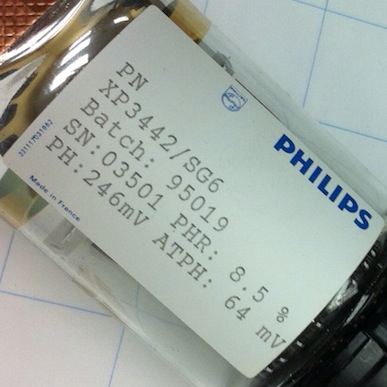 PHILIPS
PN
XP3442/SG6
Batch: 95019
SN:03501 PHR: 8.5 %
PH:246mV ATPH: 64 mV
Made in France